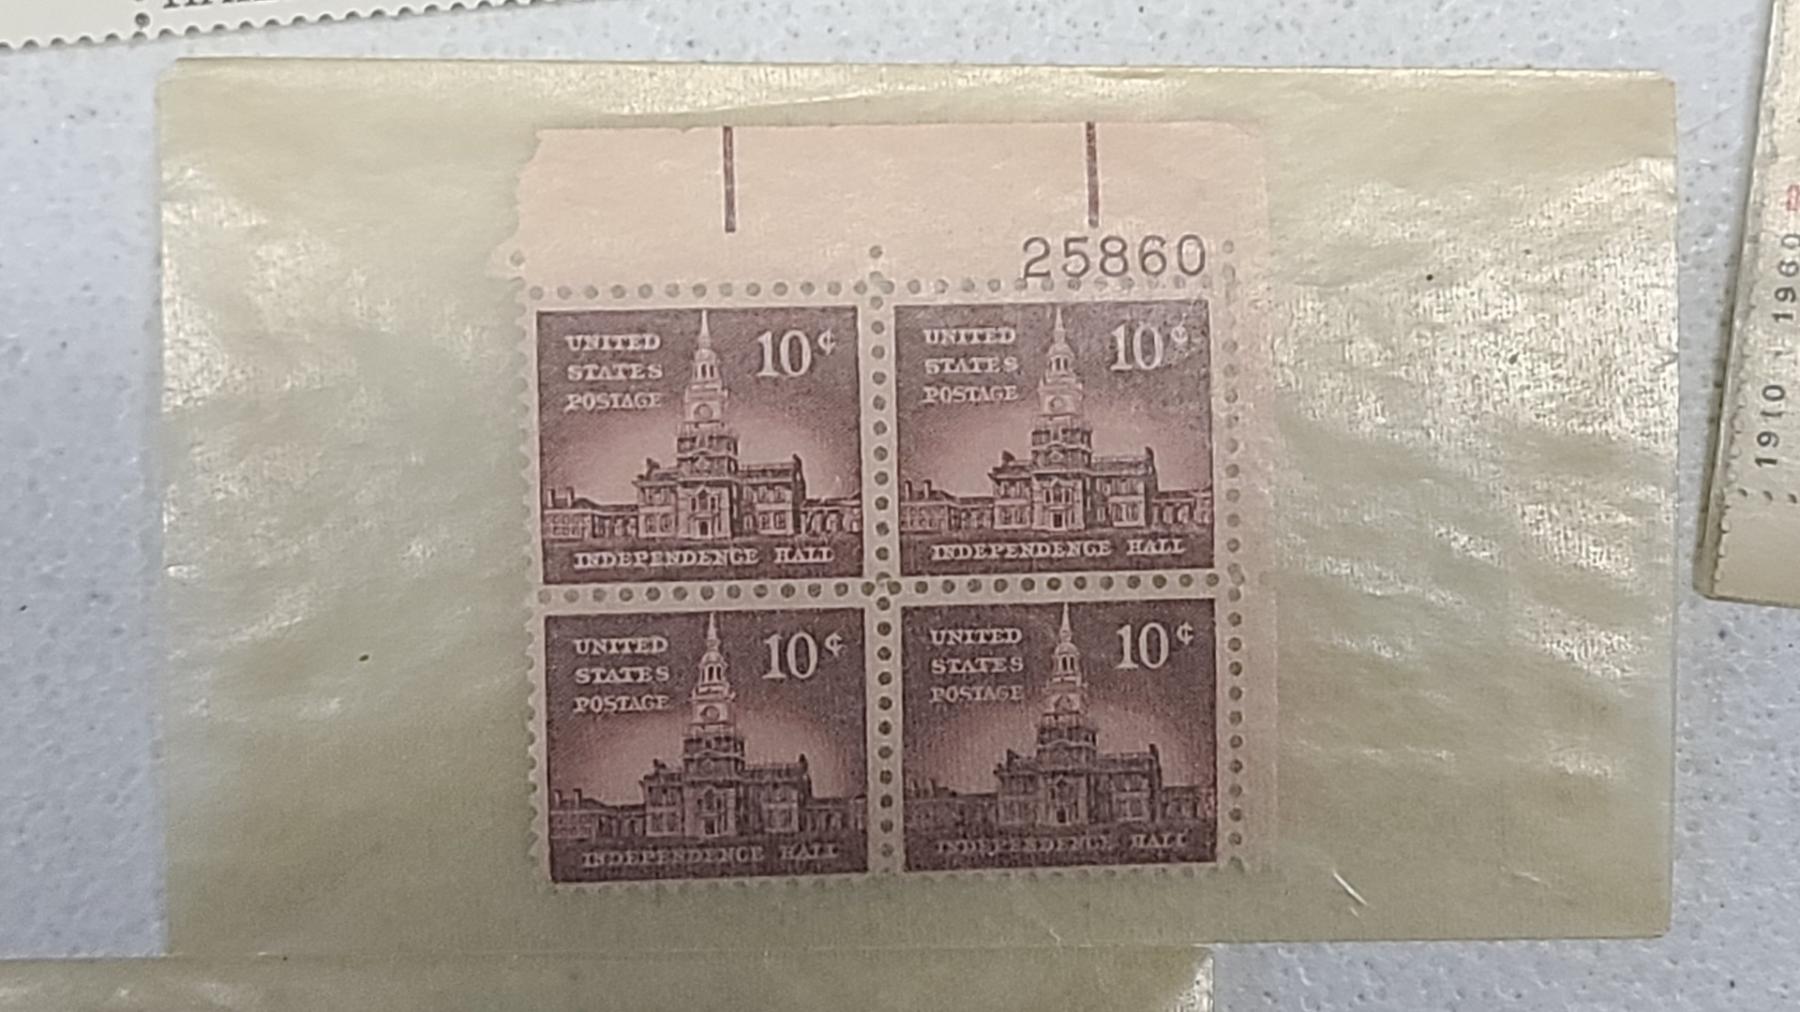 25860
UNITED
STATES
POSTAGE
10¢
INDEPENDENCE HALL
UNITED
STATES
POSTAGE
10¢
INDEPENDENCE HALL
UNITED
STATES
POSTAGE
10¢
INDEPENDENCE HALL
UNITED
STATES
POSTAGE
10¢
INDEPENDENCE HALL
1910 1960